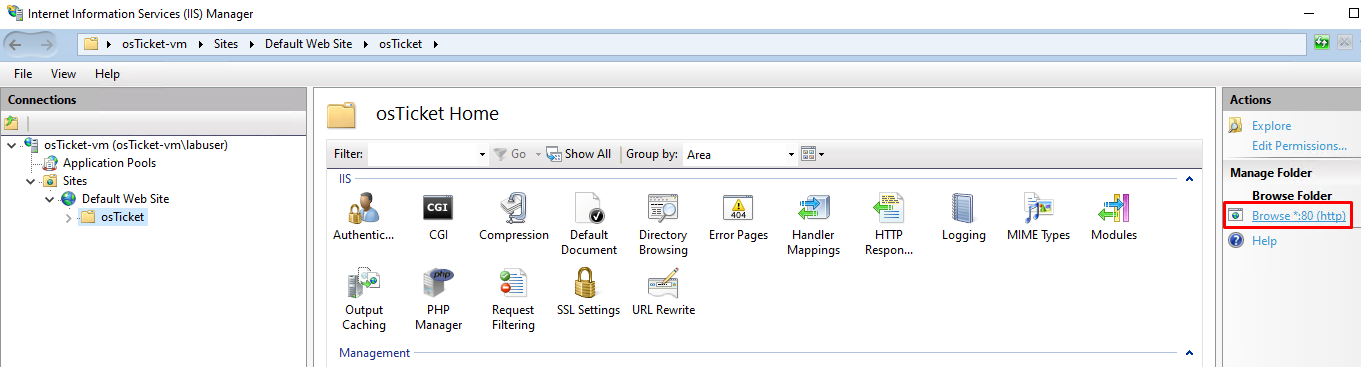 Internet Information Services (IIS) Manager
osTicket-vm Sites Default Web Site osTicket
File View Help
Connections
osTicket-vm (osTicket-vm\labuser)
Application Pools
Sites
Default Web Site
osTicket
osTicket Home
Filter: Go Show All Group by: Area
IIS
Authentic...
CGI
Compression
Default
Document
Directory
Browsing
Error Pages
Handler
Mappings
HTTP
Respon...
Logging
MIME Types
Modules
Output
Caching
PHP
Manager
Request
Filtering
SSL Settings
URL Rewrite
Management
Actions
Explore
Edit Permissions...
Manage Folder
Browse Folder
Browse *:80 (http)
Help
CGI
404
php